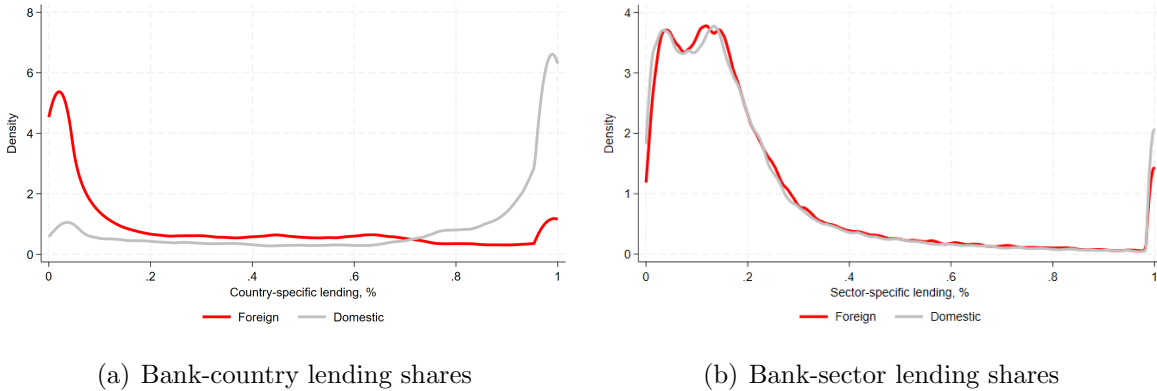 8
6
4
2
0
Density
0 .2 .4 .6 .8 1
Country-specific lending, %
Foreign Domestic
(a) Bank-country lending shares
4
3
2
1
0
Density
0 .2 .4 .6 .8 1
Sector-specific lending, %
Foreign Domestic
(b) Bank-sector lending shares